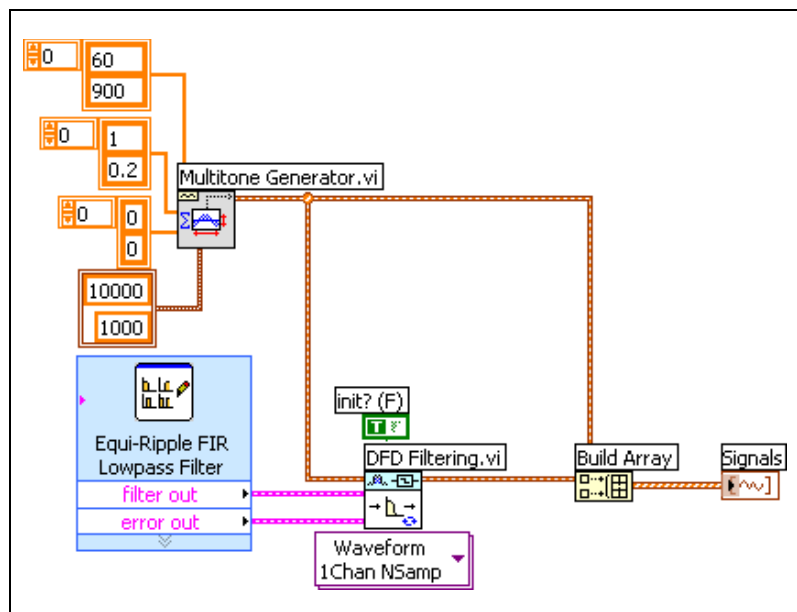 0
60
900
0
1
0.2
Multitone Generator.vi
0
0
0
10000
1000
Equi-Ripple FIR
Lowpass Filter
filter out
error out
init? (F)
T
DFD Filtering.vi
Waveform
1Chan NSamp
Build Array
Signals